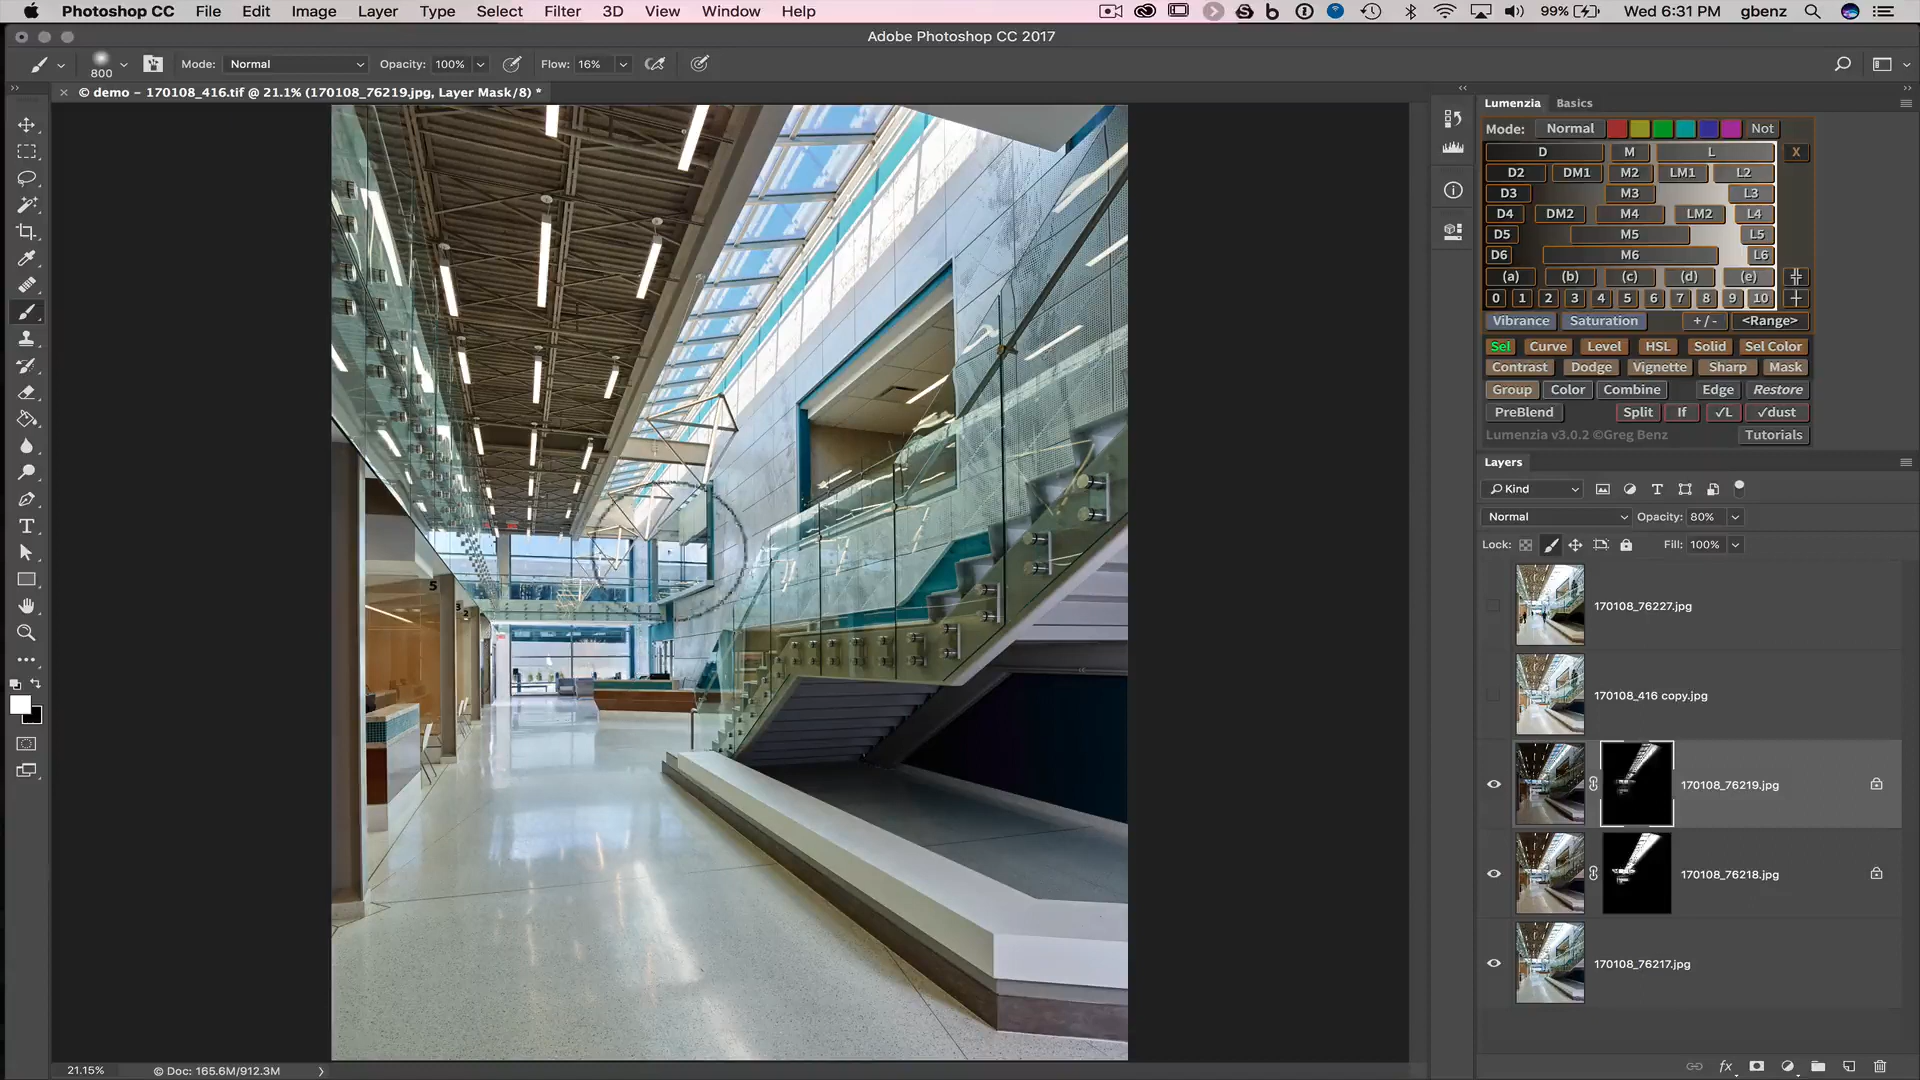 Photoshop CC File Edit Image Layer Type Select Filter 3D View Window Help 99% Wed 6:31 PM gbenz
Adobe Photoshop CC 2017
800 Mode: Normal Opacity: 100% Flow: 16%
© demo - 170108_416.tif @ 21.1% (170108_76219.jpg, Layer Mask/8) *
Lumenzia Basics
Mode: Normal Not
D M L X
D2 DM1 M2 LM1 L2
D3 M3 L3
D4 DM2 M4 LM2 L4
D5 M5 L5
D6 M6 L6
(a) (b) (c) (d) (e)
0 1 2 3 4 5 6 7 8 9 10
Vibrance Saturation +/- <Range>
Sel Curve Level HSL Solid Sel Color
Contrast Dodge Vignette Sharp Mask
Group Color Combine Edge Restore
PreBlend Split If √L √dust
Lumenzia v3.0.2 ©Greg Benz Tutorials
Layers
Kind
Normal Opacity: 80%
Lock: Fill: 100%
170108_76227.jpg
170108_416 copy.jpg
170108_76219.jpg
170108_76218.jpg
170108_76217.jpg
5
3
2
fx
21.15% © Doc: 165.6M/912.3M